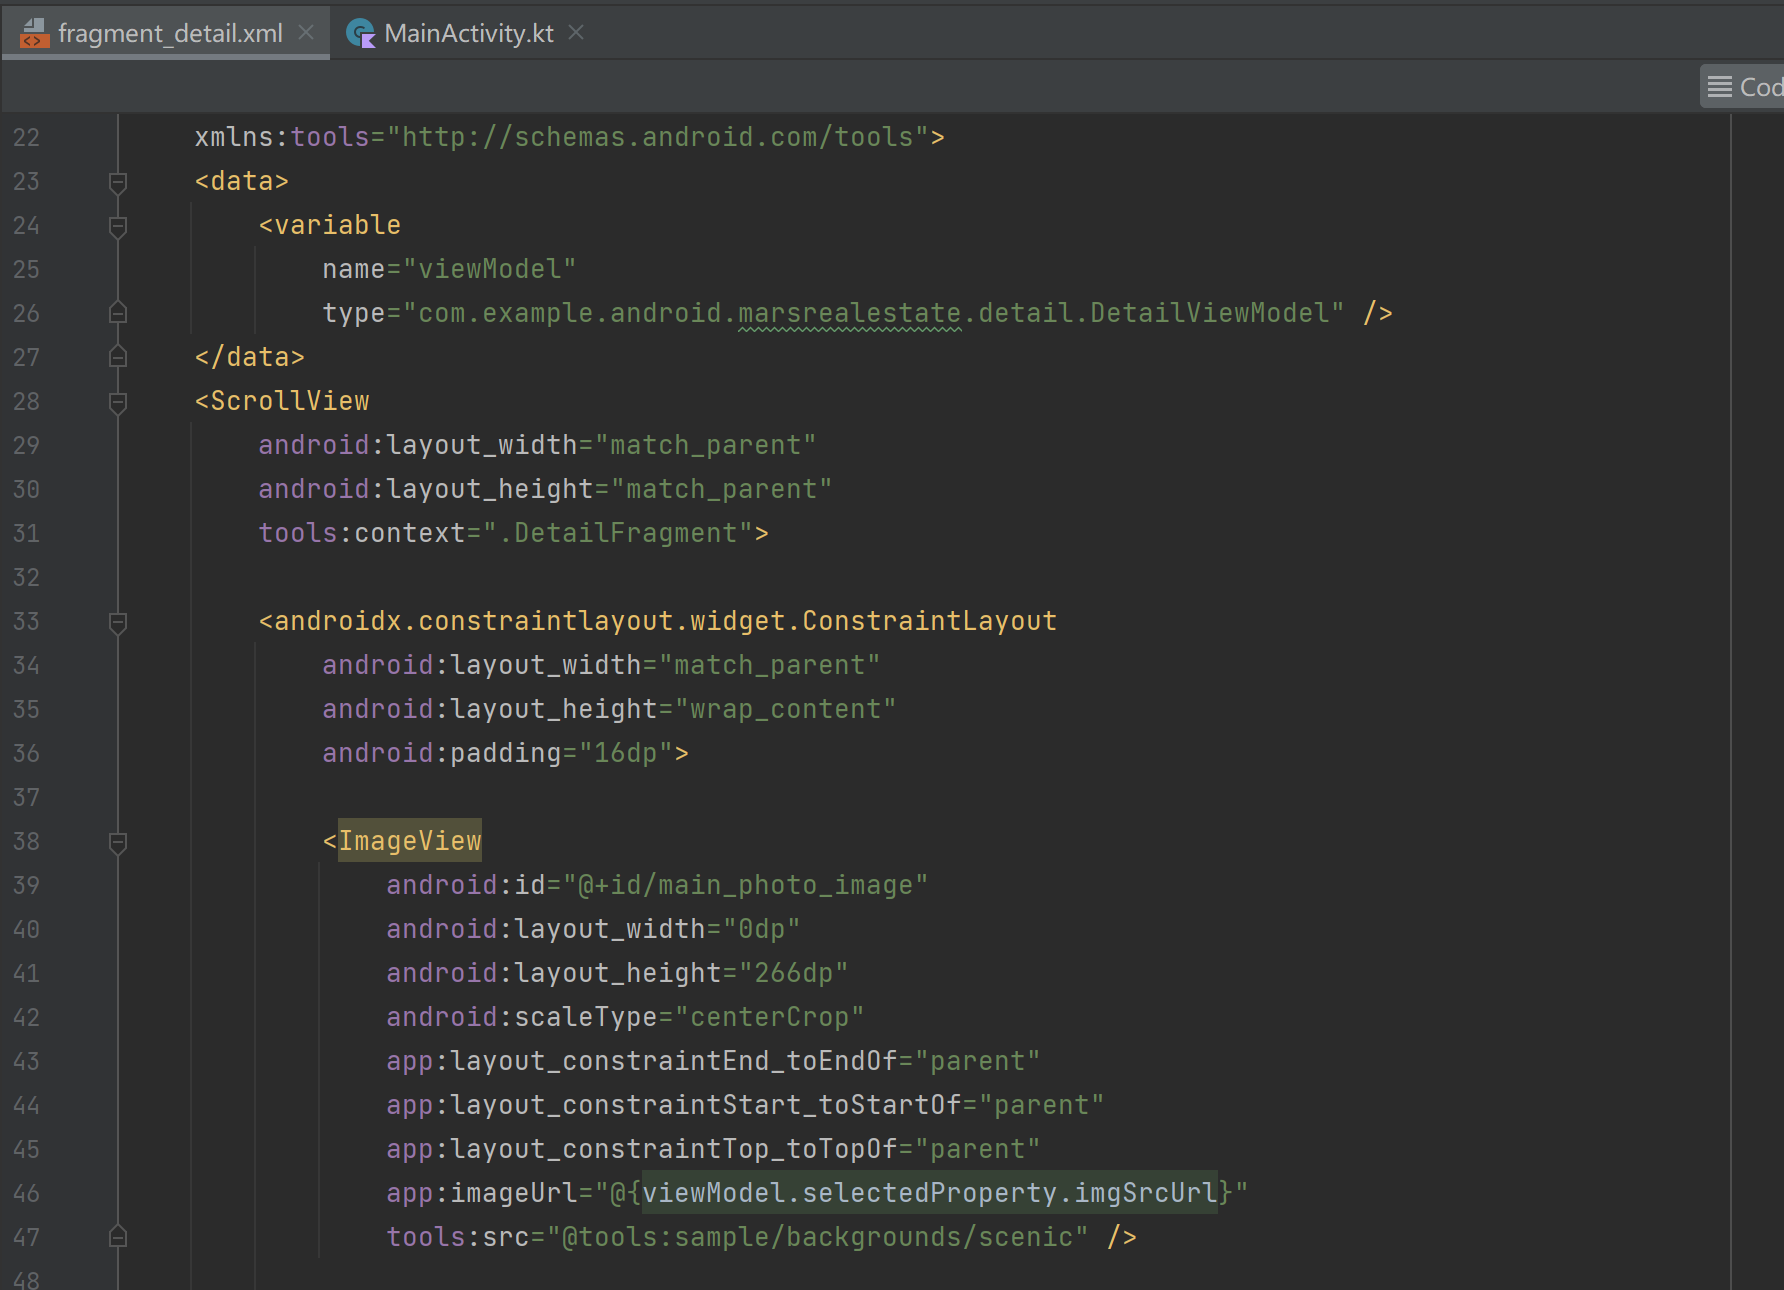 fragment_detail.xml
MainActivity.kt
Cod
22 xmlns:tools="http://schemas.android.com/tools">
23 <data>
24 <variable
25 name="viewModel"
26 type="com.example.android.marsrealestate.detail.DetailViewModel" />
27 </data>
28 <ScrollView
29 android:layout_width="match_parent"
30 android:layout_height="match_parent"
31 tools:context=".DetailFragment">
32
33 <androidx.constraintlayout.widget.ConstraintLayout
34 android:layout_width="match_parent"
35 android:layout_height="wrap_content"
36 android:padding="16dp">
37
38 <ImageView
39 android:id="@+id/main_photo_image"
40 android:layout_width="0dp"
41 android:layout_height="266dp"
42 android:scaleType="centerCrop"
43 app:layout_constraintEnd_toEndOf="parent"
44 app:layout_constraintStart_toStartOf="parent"
45 app:layout_constraintTop_toTopOf="parent"
46 app:imageUrl="@{viewModel.selectedProperty.imgSrcUrl}"
47 tools:src="@tools:sample/backgrounds/scenic" />
48